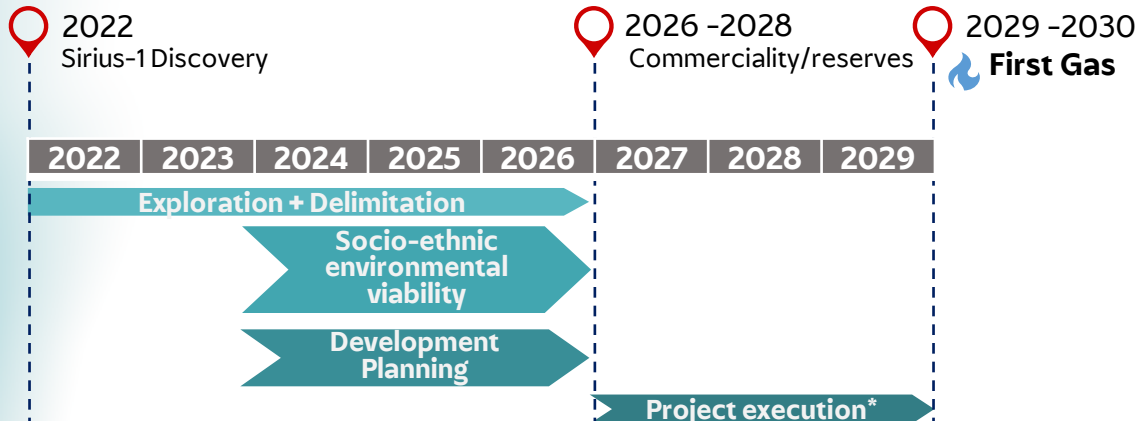 2022
Sirius-1 Discovery
2026 -2028
Commerciality/reserves
2029 -2030
First Gas
2022 2023 2024 2025 2026 2027 2028 2029
Exploration + Delimitation
Socio-ethnic
environmental
viability
Development
Planning
Project execution*